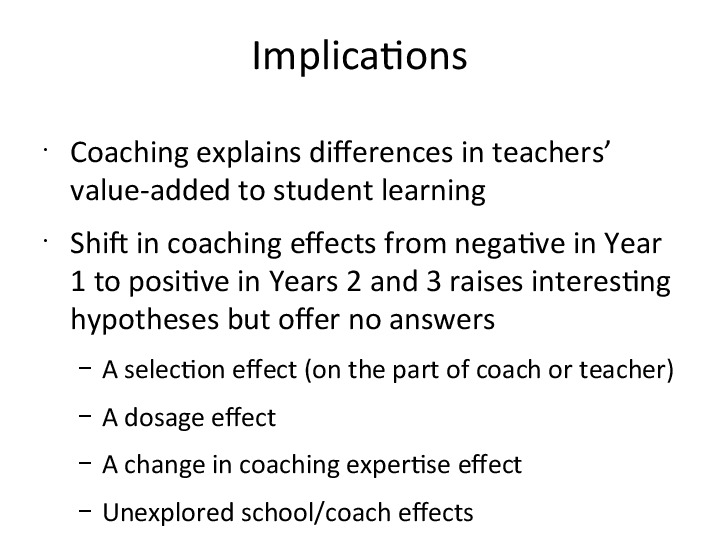 Implications
· Coaching explains differences in teachers’
value-added to student learning
· Shift in coaching effects from negative in Year
1 to positive in Years 2 and 3 raises interesting
hypotheses but offer no answers
– A selection effect (on the part of coach or teacher)
– A dosage effect
– A change in coaching expertise effect
– Unexplored school/coach effects